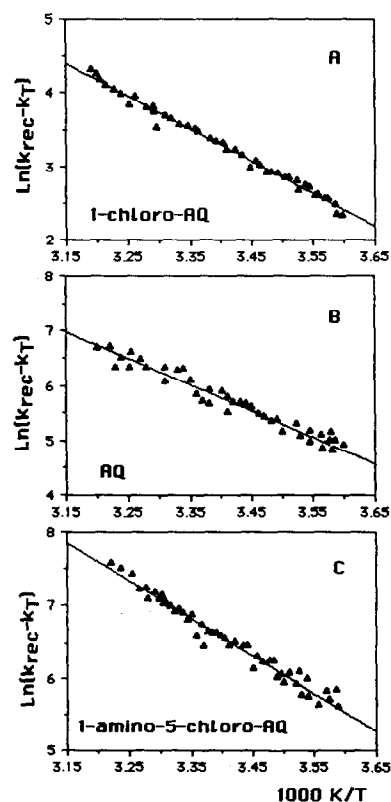 A
Ln(krec-kT)
5
4
3
2
1-chloro-AQ
3.15 3.25 3.35 3.45 3.55 3.65
B
Ln(krec-kT)
8
7
6
5
4
AQ
3.15 3.25 3.35 3.45 3.55 3.65
C
Ln(krec-kT)
8
7
6
5
1-amino-5-chloro-AQ
3.15 3.25 3.35 3.45 3.55 3.65
1000 K/T